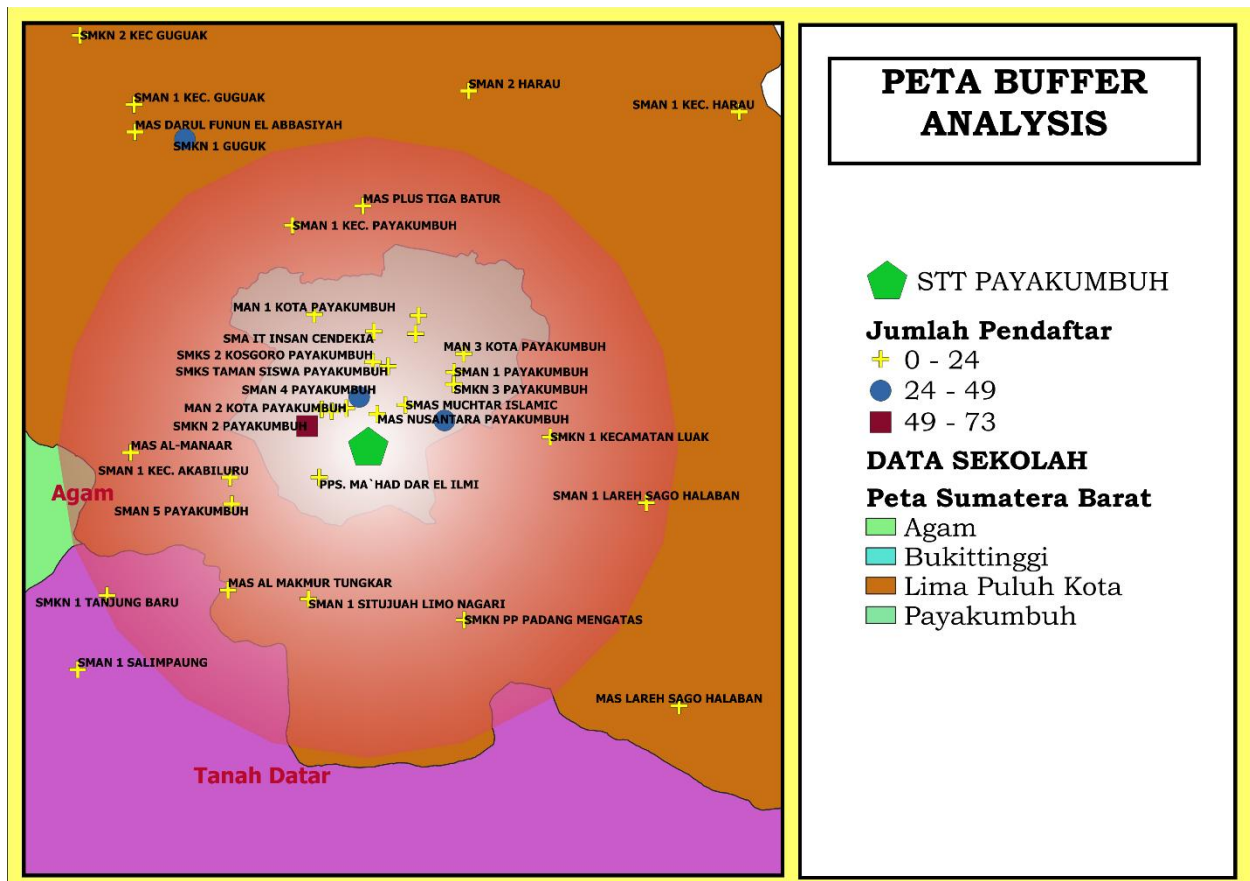 SMKN 2 KEC GUGUAK
SMAN 2 HARAU
SMAN 1 KEC. GUGUAK
SMAN 1 KEC. HARAU
MAS DARUL FUNUN EL ABBASIYAH
SMKN 1 GUGUK
MAS PLUS TIGA BATUR
SMAN 1 KEC. PAYAKUMBUH
MAN 1 KOTA PAYAKUMBUH
SMA IT INSAN CENDEKIA
MAN 3 KOTA PAYAKUMBUH
SMKS 2 KOSGORO PAYAKUMBUH
SMKS TAMAN SISWA PAYAKUMBUH
SMAN 1 PAYAKUMBUH
SMAN 4 PAYAKUMBUH
SMKN 3 PAYAKUMBUH
MAN 2 KOTA PAYAKUMBUH
SMAS MUCHTAR ISLAMIC
MAS NUSANTARA PAYAKUMBUH
SMKN 2 PAYAKUMBUH
SMKN 1 KECAMATAN LUAK
MAS AL-MANAAR
SMAN 1 KEC. AKABILURU
PPS. MA`HAD DAR EL ILMI
Agam
SMAN 1 LAREH SAGO HALABAN
SMAN 5 PAYAKUMBUH
MAS AL MAKMUR TUNGKAR
SMKN 1 TANJUNG BARU
SMAN 1 SITUJUAH LIMO NAGARI
SMKN PP PADANG MENGATAS
SMAN 1 SALIMPAUNG
MAS LAREH SAGO HALABAN
Tanah Datar
PETA BUFFER
ANALYSIS
STT PAYAKUMBUH
Jumlah Pendaftar
0 - 24
24 - 49
49 - 73
DATA SEKOLAH
Peta Sumatera Barat
Agam
Bukittinggi
Lima Puluh Kota
Payakumbuh